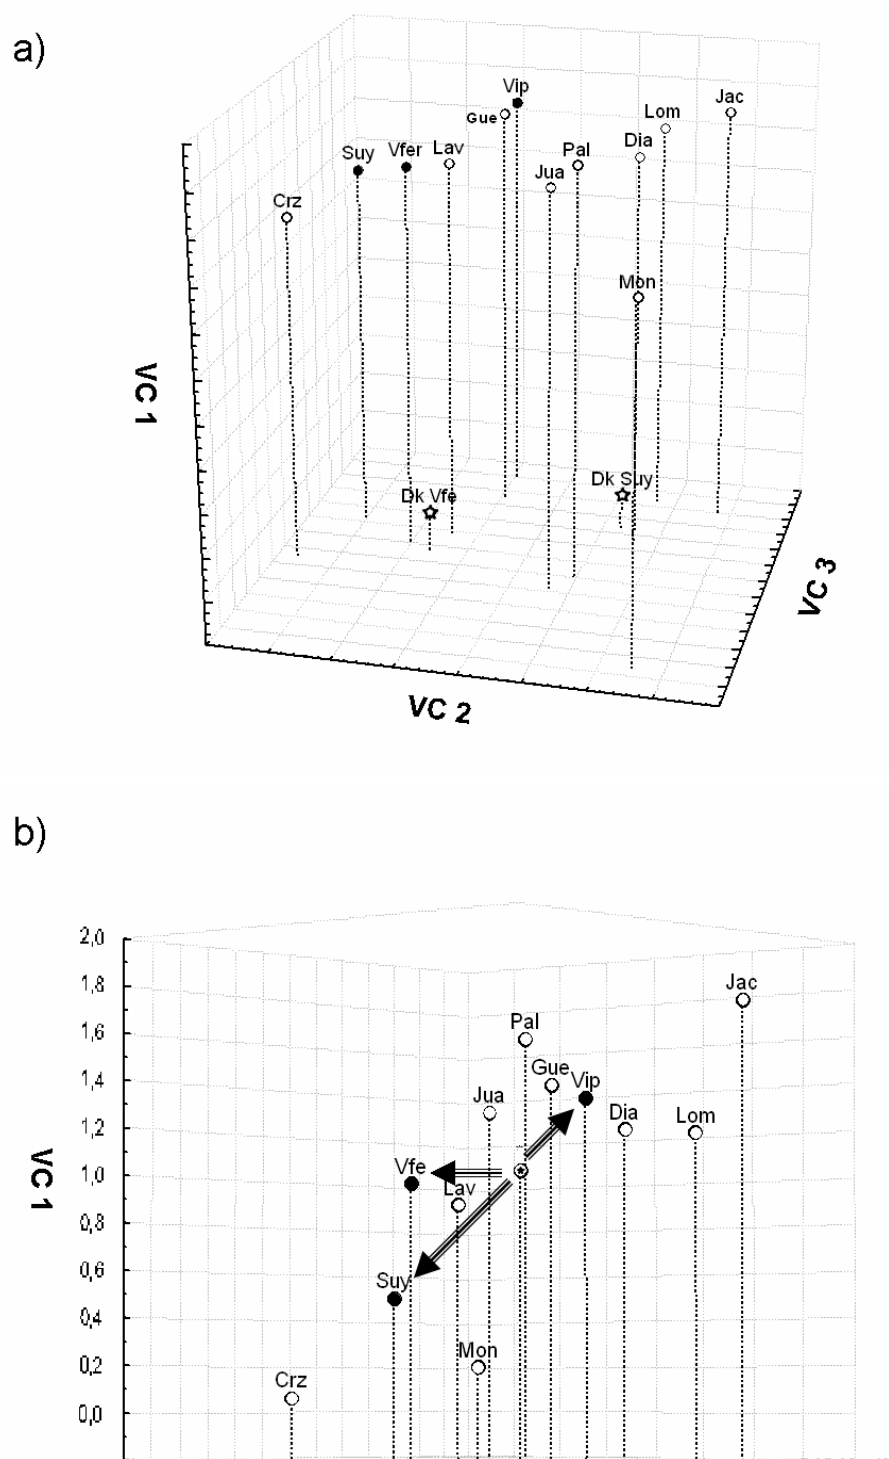 a)
Vip
Gue
Lom
Jac
Suy
Vfer
Lav
Pal
Dia
Jua
Crz
Mon
VC 1
Dk Vfe
Dk Suy
VC 3
VC 2
b)
2,0
1,8
1,6
1,4
1,2
1,0
0,8
0,6
0,4
0,2
0,0
VC 1
Jac
Pal
Gue
Vip
Jua
Dia
Lom
Vfe
Lav
Suy
Mon
Crz